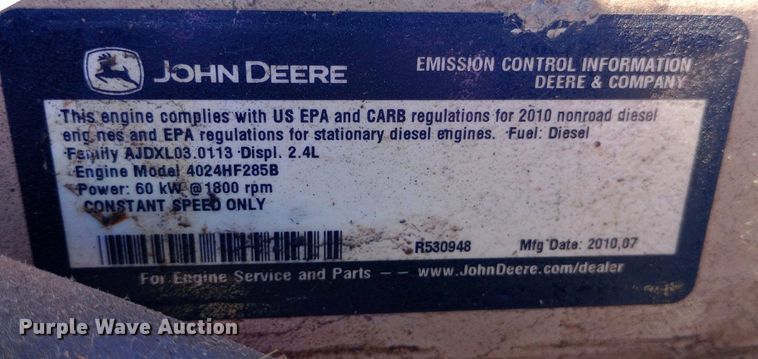 JOHN DEERE
EMISSION CONTROL INFORMATION
DEERE & COMPANY
This engine complies with US EPA and CARB regulations for 2010 nonroad diesel
engines and EPA regulations for stationary diesel engines. Fuel: Diesel
Family AJDXL03.0113 Displ. 2.4L
Engine Model 4024HF285B
Power: 60 kW @ 1800 rpm
CONSTANT SPEED ONLY
R530948 Mfg Date: 2010,07
For Engine Service and Parts -- www.JohnDeere.com/dealer
Purple Wave Auction